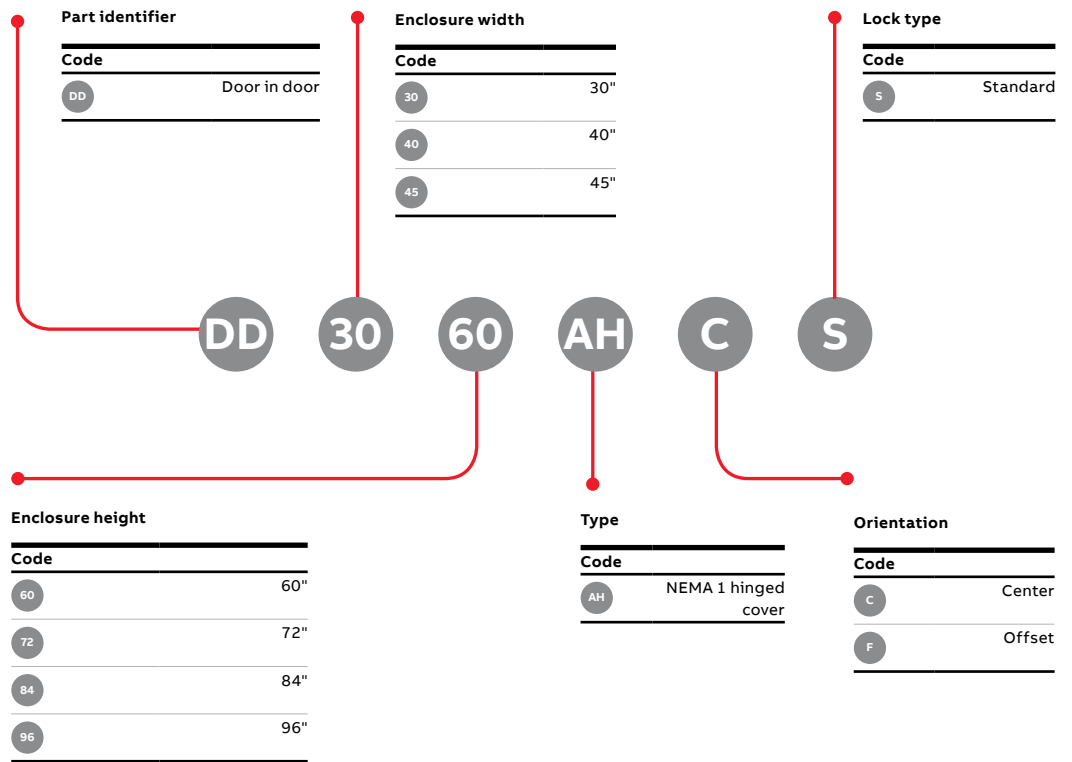 Part identifier
Code
DD Door in door
Enclosure width
Code
30 30"
40 40"
45 45"
Lock type
Code
S Standard
DD 30 60 AH C S
Enclosure height
Code
60 60"
72 72"
84 84"
96 96"
Type
Code
AH NEMA 1 hinged
cover
Orientation
Code
C Center
F Offset